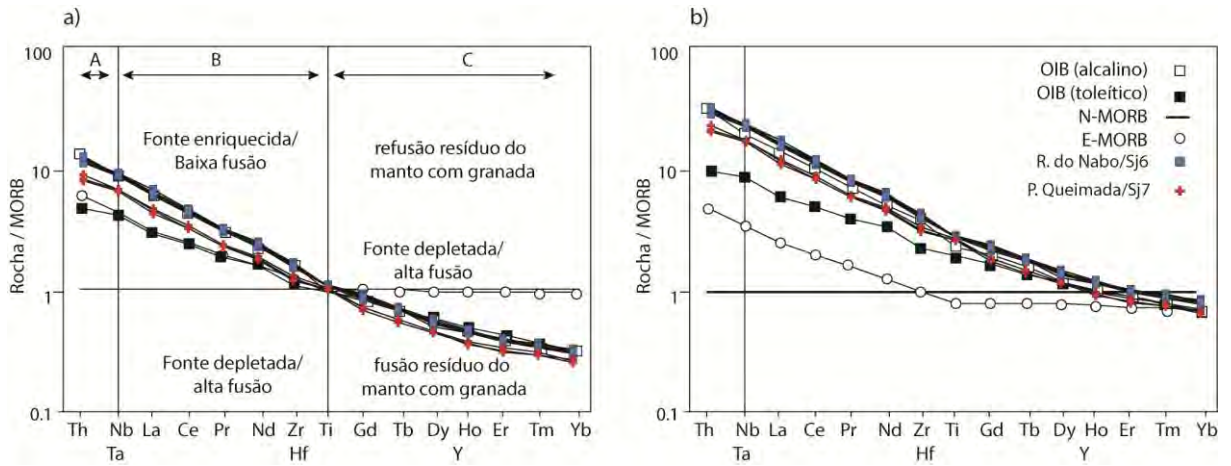 a)
100
10
1
0.1
Rocha / MORB
A
B
C
Fonte enriquecida/
Baixa fusão
refusão resíduo do
manto com granada
Fonte depletada/
alta fusão
Fonte depletada/
alta fusão
fusão resíduo do
manto com granada
Th Nb La Ce Pr Nd Zr Ti Gd Tb Dy Ho Er Tm Yb
Ta Hf Y
b)
100
10
1
0.1
Rocha / MORB
OIB (alcalino)
OIB (toleítico)
N-MORB
E-MORB
R. do Nabo/Sj6
P. Queimada/Sj7
Th Nb La Ce Pr Nd Zr Ti Gd Tb Dy Ho Er Tm Yb
Ta Hf Y